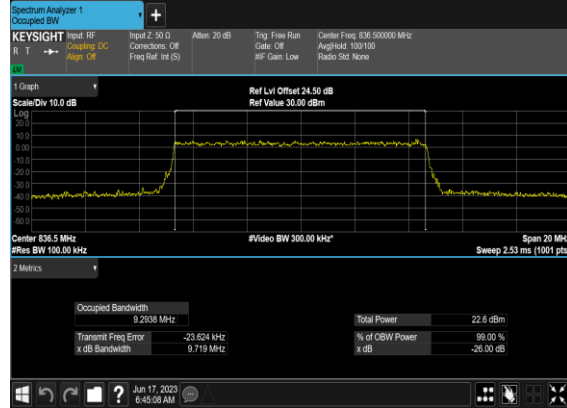 Spectrum Analyzer 1
Occupied BW
+
KEYSIGHT Input: RF Input Z: 50 Ω Atten: 20 dB Trig: Free Run Center Freq: 836.500000 MHz
R T Coupling: DC Corrections: Off Gate: Off Avg|Hold: 100/100
Align: Off Freq Ref: Int (S) #IF Gain: Low Radio Std: None
1 Graph
Ref Lvl Offset 24.50 dB
Scale/Div 10.0 dB Ref Value 30.00 dBm
Log
20.0
10.0
0.00
-10.0
-20.0
-30.0
-40.0
-50.0
-60.0
Center 836.5 MHz #Video BW 300.00 kHz* Span 20 MHz
#Res BW 100.00 kHz Sweep 2.53 ms (1001 pts
2 Metrics
Occupied Bandwidth
9.2938 MHz Total Power 22.6 dBm
Transmit Freq Error -23.624 kHz % of OBW Power 99.00 %
x dB Bandwidth 9.719 MHz x dB -26.00 dB
? Jun 17, 2023
6:45:08 AM